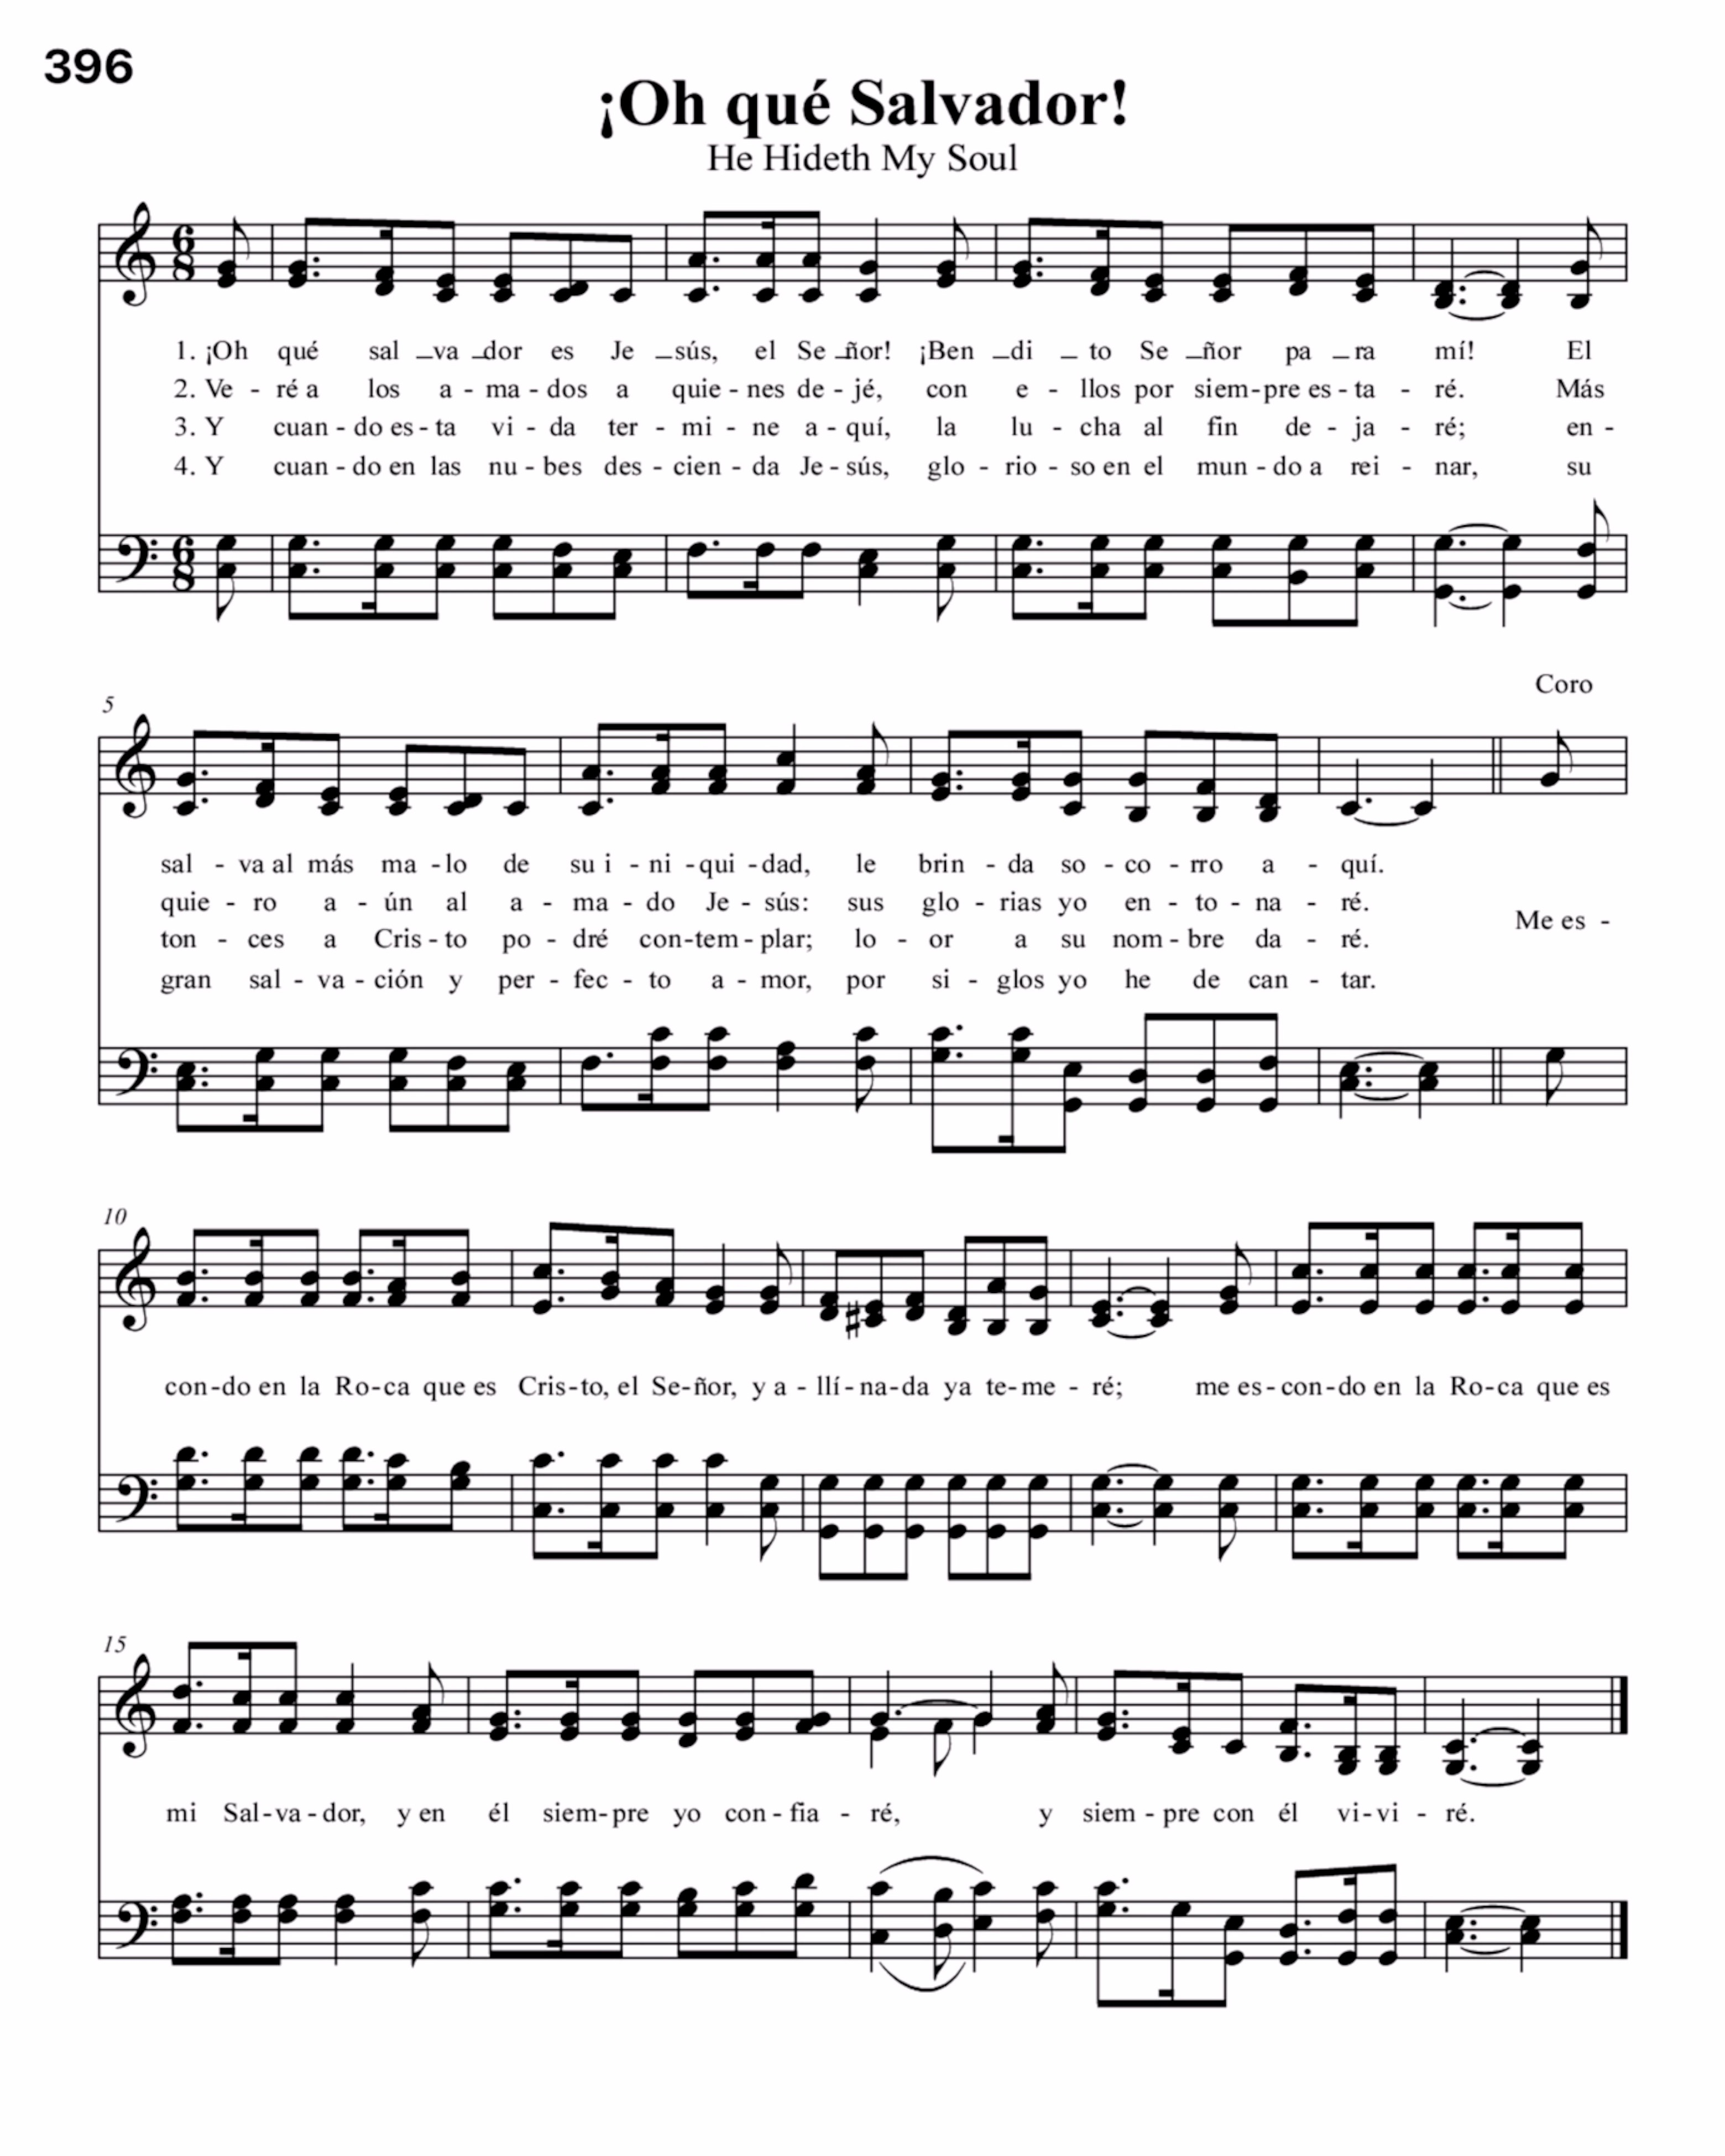 396
¡Oh qué Salvador!
He Hideth My Soul
1. ¡Oh qué sal - va - dor es Je - sús, el Se - ñor! ¡Ben - di - to Se - ñor pa - ra mí! El
2. Ve - ré a los a - ma - dos a quie - nes de - jé, con e - llos por siem - pre es - ta - ré. Más
3. Y cuan - do es - ta vi - da ter - mi - ne a - quí, la lu - cha al fin de - ja - ré; en -
4. Y cuan - do en las nu - bes des - cien - da Je - sús, glo - rio - so en el mun - do a rei - nar, su
Coro
5
sal - va al más ma - lo de su i - ni - qui - dad, le brin - da so - co - rro a - quí.
quie - ro a - ún al a - ma - do Je - sús: sus glo - rias yo en - to - na - ré.
Me es -
ton - ces a Cris - to po - dré con - tem - plar; lo - or a su nom - bre da - ré.
gran sal - va - ción y per - fec - to a - mor, por si - glos yo he de can - tar.
10
con - do en la Ro - ca que es Cris - to, el Se - ñor, y a - llí - na - da ya te - me - ré; me es - con - do en la Ro - ca que es
15
mi Sal - va - dor, y en él siem - pre yo con - fia - ré, y siem - pre con él vi - vi - ré.